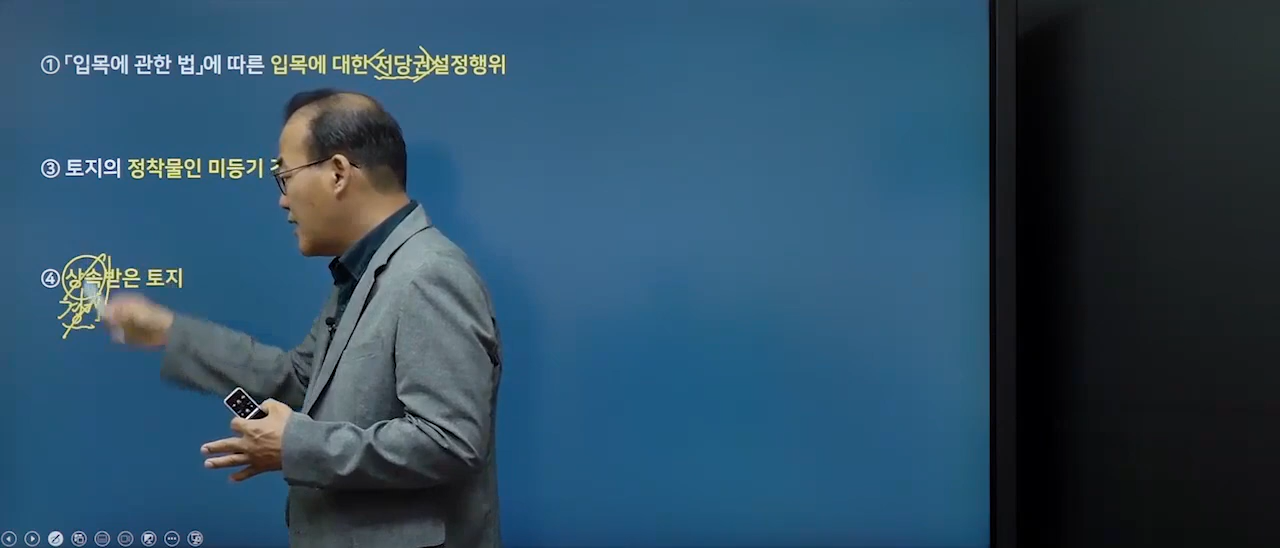 ① 「입목에 관한 법」에 따른 입목에 대한 저당권설정행위
③ 토지의 정착물인 미등기
④ 상속받은 토지